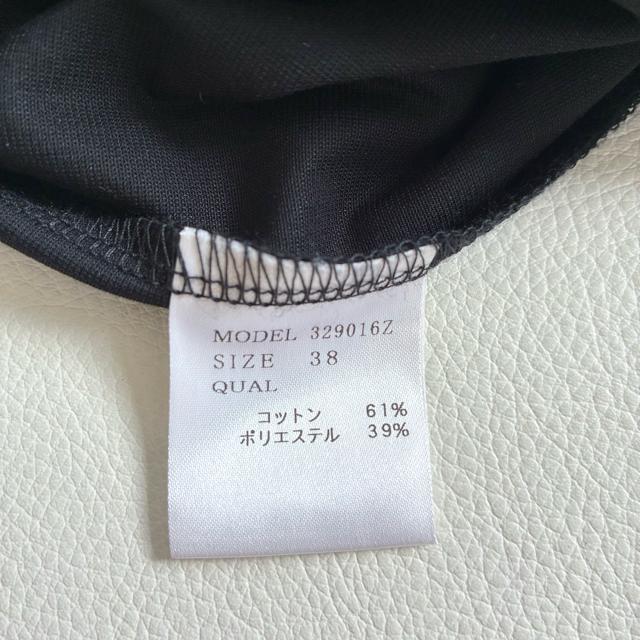 MODEL 329016Z
SIZE 38
QUAL
コットン 61%
ポリエステル 39%